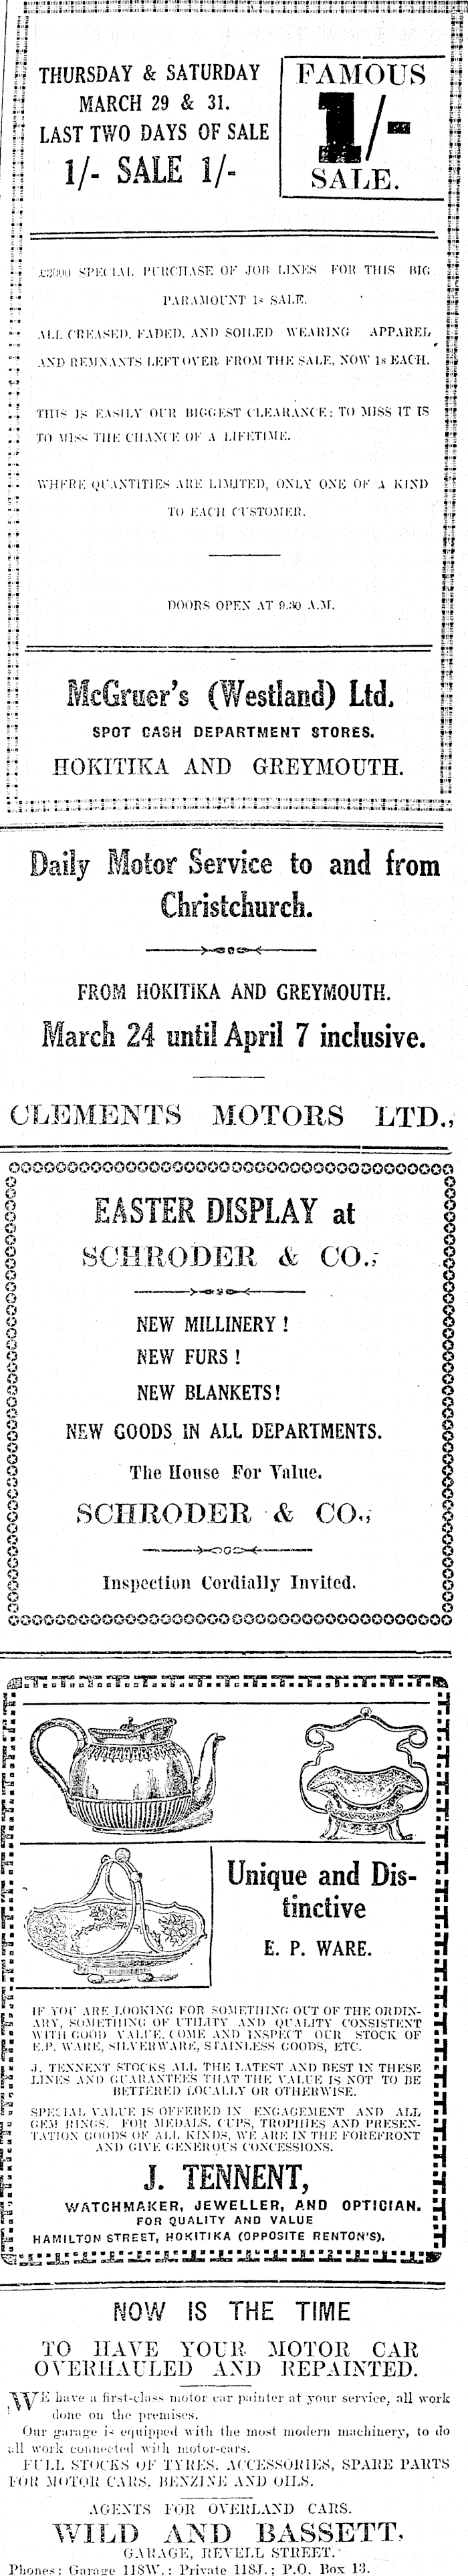 THURSDAY & SATURDAY
MARCH 29 & 31.
LAST TWO DAYS OF SALE
1/- SALE 1/-
FAMOUS
1/-
SALE.
SPECIAL PURCHASE OF JOB LINES FOR THIS BIG
PARAMOUNT 1s SALE.
ALL CREASED, FADED, AND SOILED WEARING APPAREL
AND REMNANTS LEFT OVER FROM THE SALE, NOW 1s EACH.
THIS IS EASILY OUR BIGGEST CLEARANCE; TO MISS IT IS
TO MISS THE CHANCE OF A LIFETIME.
WHERE QUANTITIES ARE LIMITED, ONLY ONE OF A KIND
TO EACH CUSTOMER.
DOORS OPEN AT 9.30 A.M.
McGruer's (Westland) Ltd.
SPOT CASH DEPARTMENT STORES.
HOKITIKA AND GREYMOUTH.
Daily Motor Service to and from
Christchurch.
FROM HOKITIKA AND GREYMOUTH.
March 24 until April 7 inclusive.
CLEMENTS MOTORS LTD.,
EASTER DISPLAY at
SCHRODER & CO.,
NEW MILLINERY !
NEW FURS !
NEW BLANKETS!
NEW GOODS IN ALL DEPARTMENTS.
The House For Value.
SCHRODER & CO.,
Inspection Cordially Invited.
Unique and Dis-
tinctive
E. P. WARE.
IF YOU ARE LOOKING FOR SOMETHING OUT OF THE ORDIN-
ARY, SOMETHING OF UTILITY AND QUALITY CONSISTENT
WITH GOOD VALUE, COME AND INSPECT OUR STOCK OF
E.P. WARE, SILVERWARE, STAINLESS GOODS, ETC.
J. TENNENT STOCKS ALL THE LATEST AND BEST IN THESE
LINES AND GUARANTEES THAT THE VALUE IS NOT TO BE
BETTERED LOCALLY OR OTHERWISE.
SPECIAL VALUE IS OFFERED IN ENGAGEMENT AND ALL
GEM RINGS. FOR MEDALS, CUPS, TROPHIES AND PRESEN-
TATION GOODS OF ALL KINDS, WE ARE IN THE FOREFRONT
AND GIVE GENEROUS CONCESSIONS.
J. TENNENT,
WATCHMAKER, JEWELLER, AND OPTICIAN.
FOR QUALITY AND VALUE
HAMILTON STREET, HOKITIKA (OPPOSITE RENTON'S).
NOW IS THE TIME
TO HAVE YOUR MOTOR CAR
OVERHAULED AND REPAINTED.
WE have a first-class motor car painter at your service, all work
done on the premises.
Our garage is equipped with the most modern machinery, to do
all work connected with motor-cars.
FULL STOCKS OF TYRES, ACCESSORIES, SPARE PARTS
FOR MOTOR CARS, BENZINE AND OILS.
AGENTS FOR OVERLAND CARS.
WILD AND BASSETT,
GARAGE, REVELL STREET.
Phones: Garage 118W.; Private 118J.; P.O. Box 13.